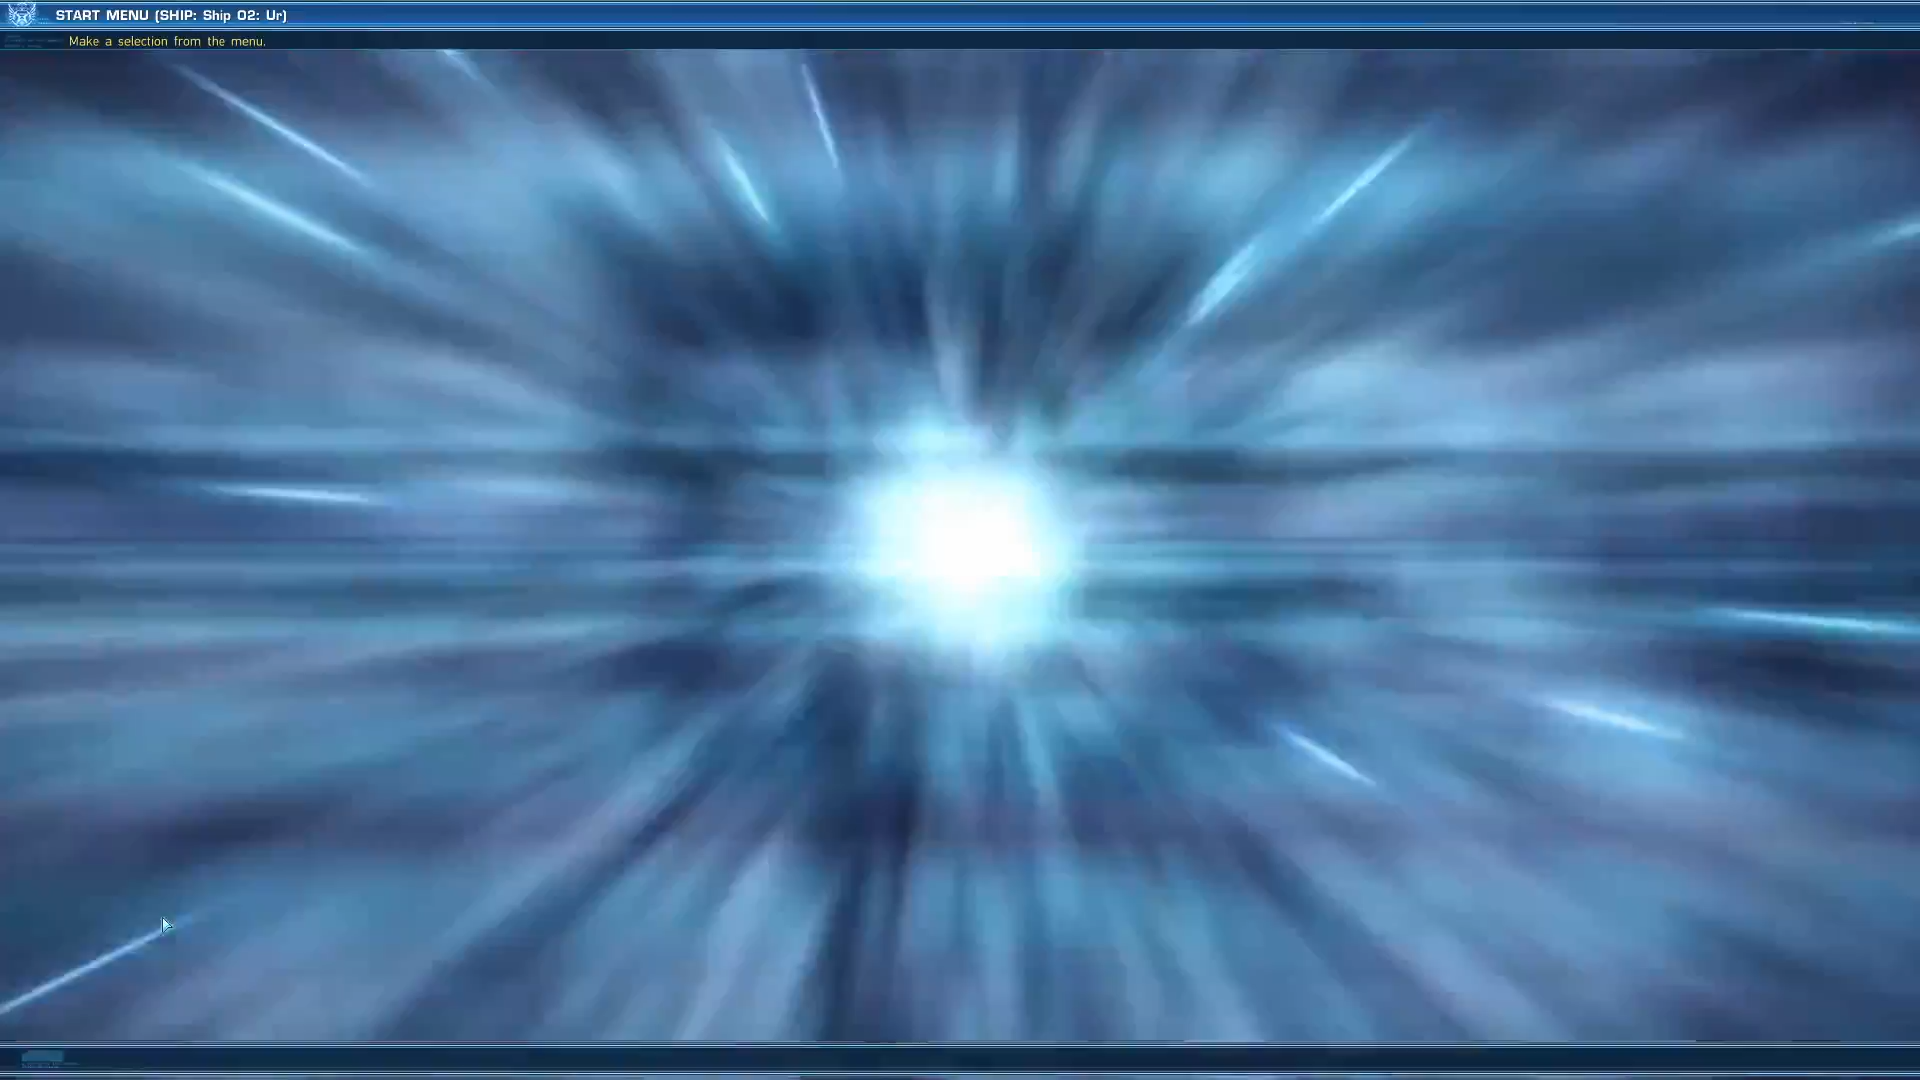 START MENU (SHIP: Ship 02: Ur)
Make a selection from the menu.